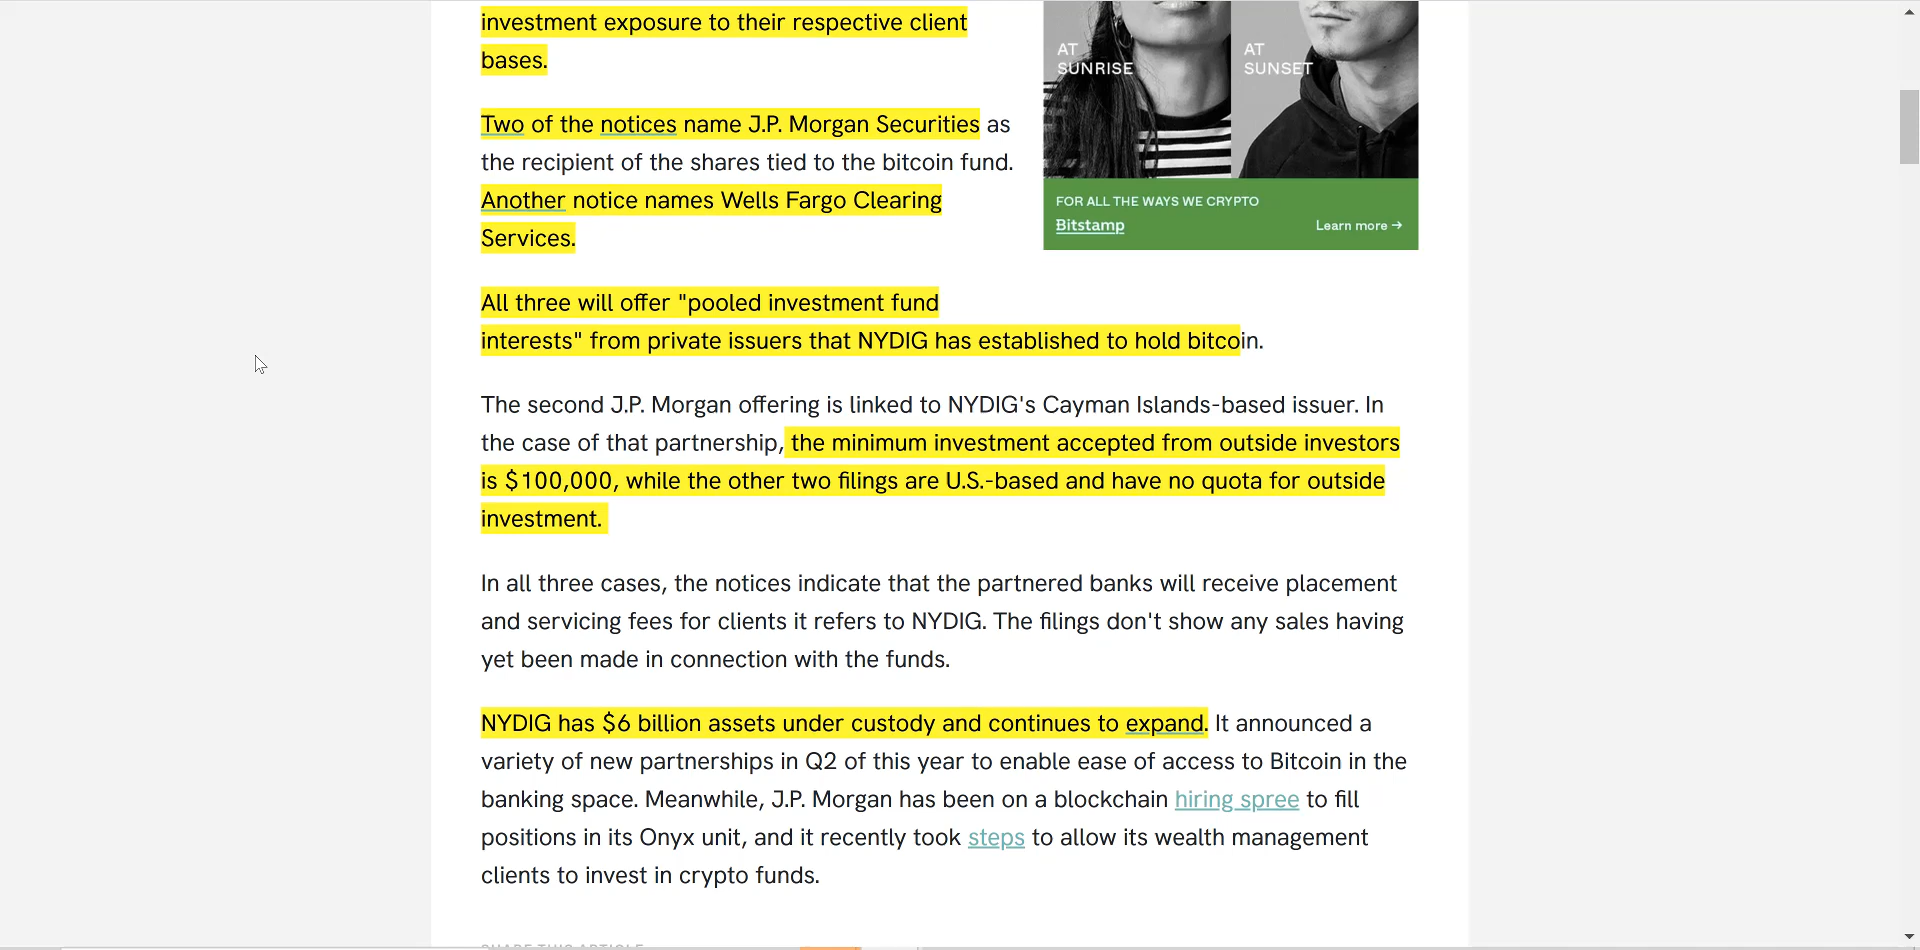 investment exposure to their respective client
bases.
Two of the notices name J.P. Morgan Securities as
the recipient of the shares tied to the bitcoin fund.
Another notice names Wells Fargo Clearing
Services.
AT
SUNRISE
AT
SUNSET
FOR ALL THE WAYS WE CRYPTO
Bitstamp
Learn more →
All three will offer "pooled investment fund
interests" from private issuers that NYDIG has established to hold bitcoin.
The second J.P. Morgan offering is linked to NYDIG's Cayman Islands-based issuer. In
the case of that partnership, the minimum investment accepted from outside investors
is $100,000, while the other two filings are U.S.-based and have no quota for outside
investment.
In all three cases, the notices indicate that the partnered banks will receive placement
and servicing fees for clients it refers to NYDIG. The filings don't show any sales having
yet been made in connection with the funds.
NYDIG has $6 billion assets under custody and continues to expand. It announced a
variety of new partnerships in Q2 of this year to enable ease of access to Bitcoin in the
banking space. Meanwhile, J.P. Morgan has been on a blockchain hiring spree to fill
positions in its Onyx unit, and it recently took steps to allow its wealth management
clients to invest in crypto funds.